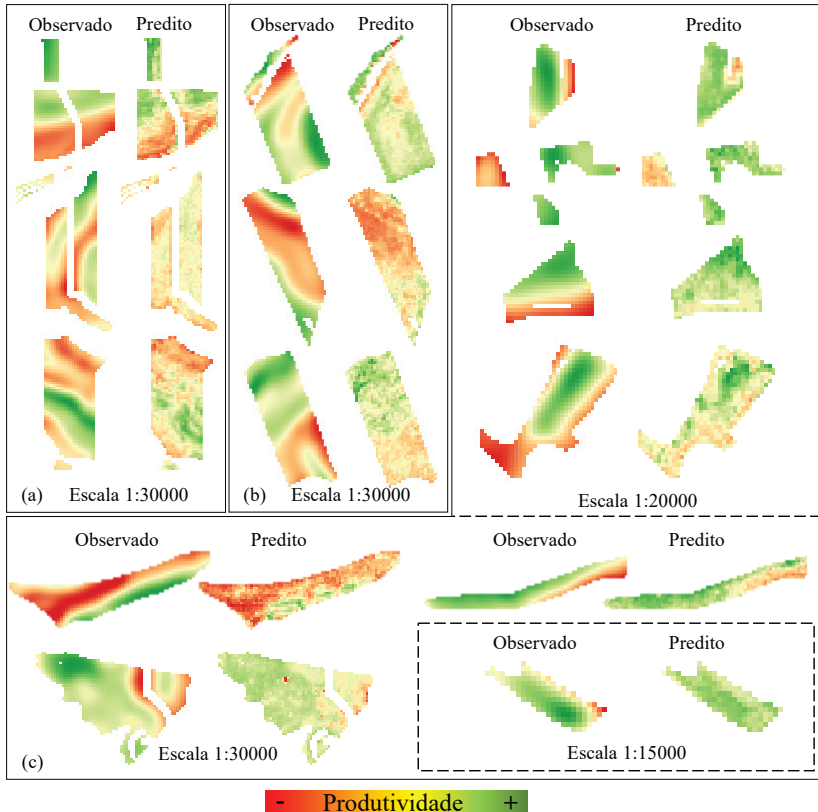 Observado Predito
(a) Escala 1:30000
Observado Predito
(b) Escala 1:30000
Observado Predito
Escala 1:20000
Observado Predito
(c) Escala 1:30000
Observado Predito
Observado Predito
Escala 1:15000
- Produtividade +